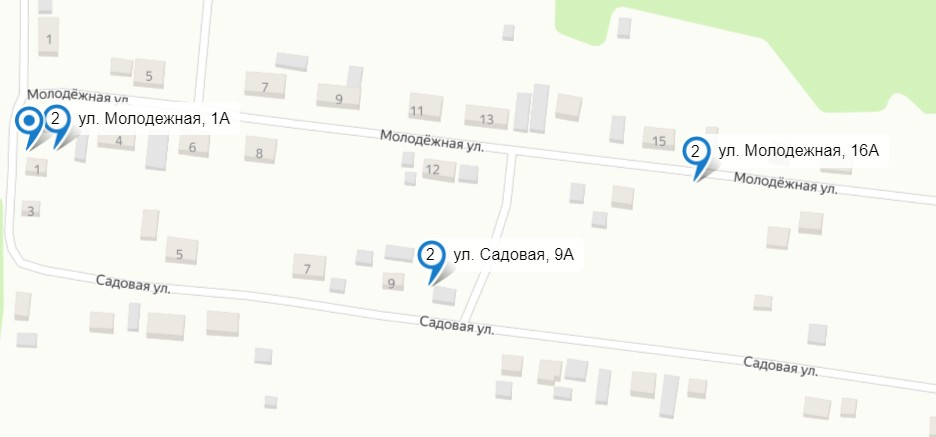 1
5
7
9
Молодёжная ул.
11
13
2 ул. Молодежная, 1А
4
6
8
Молодёжная ул.
15
2 ул. Молодежная, 16А
1
12
Молодёжная ул.
3
5
2 ул. Садовая, 9А
7
9
Садовая ул.
Садовая ул.
Садовая ул.